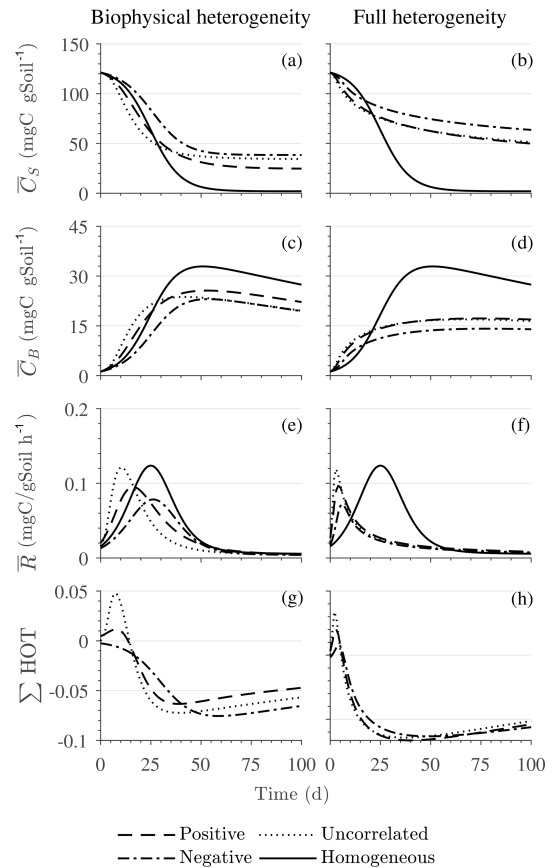 Biophysical heterogeneity Full heterogeneity
150 (a) (b)
100
50
0
C̅_S (mgC gSoil⁻¹)
45 (c) (d)
30
15
0
C̅_B (mgC gSoil⁻¹)
0.2 (e) (f)
0.1
0
R̅ (mgC/gSoil h⁻¹)
0.05 (g) (h)
0
-0.05
-0.1
∑ HOT
0 25 50 75 100 0 25 50 75 100
Time (d)
Positive Uncorrelated
Negative Homogeneous